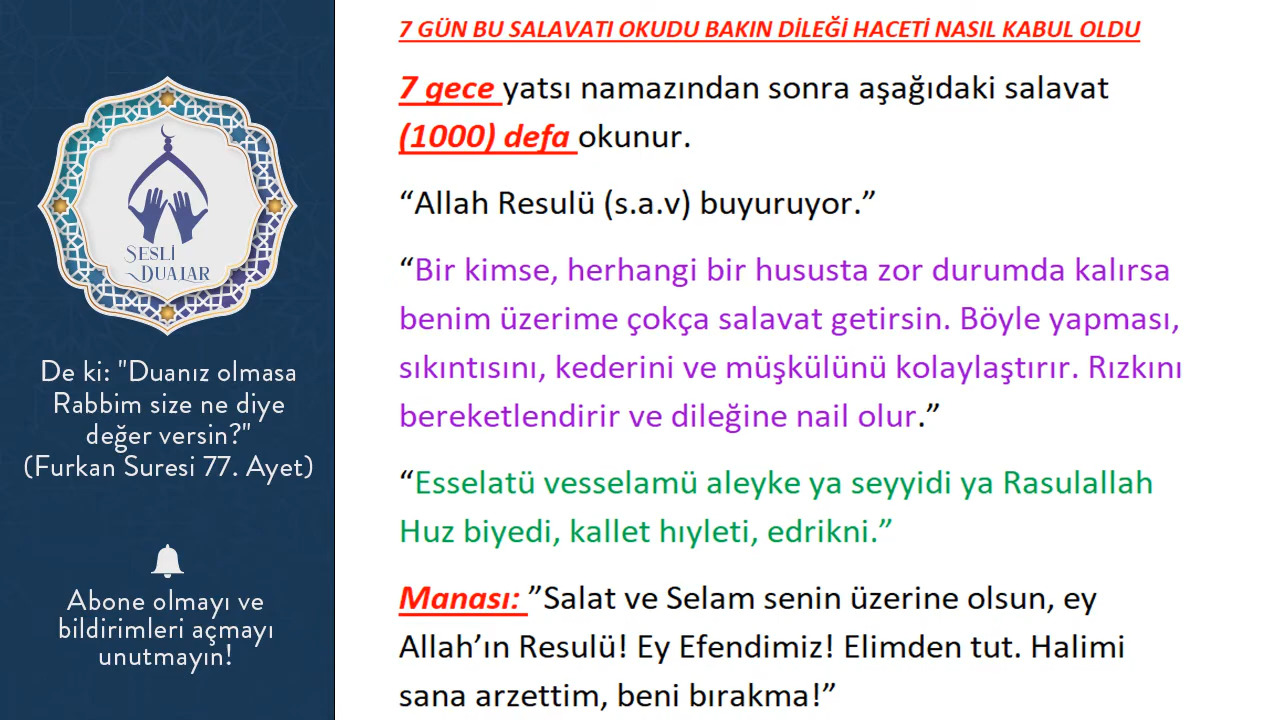 SESLİ
DUALAR
De ki: "Duanız olmasa
Rabbim size ne diye
değer versin?"
(Furkan Suresi 77. Ayet)
Abone olmayı ve
bildirimleri açmayı
unutmayın!
7 GÜN BU SALAVATI OKUDU BAKIN DİLEĞİ HACETİ NASIL KABUL OLDU
7 gece yatsı namazından sonra aşağıdaki salavat
(1000) defa okunur.
“Allah Resulü (s.a.v) buyuruyor.”
“Bir kimse, herhangi bir hususta zor durumda kalırsa
benim üzerime çokça salavat getirsin. Böyle yapması,
sıkıntısını, kederini ve müşkülünü kolaylaştırır. Rızkını
bereketlendirir ve dileğine nail olur.”
“Esselatü vesselamü aleyke ya seyyidi ya Rasulallah
Huz biyedi, kallet hıyleti, edrikni.”
Manası: ”Salat ve Selam senin üzerine olsun, ey
Allah’ın Resulü! Ey Efendimiz! Elimden tut. Halimi
sana arzettim, beni bırakma!”